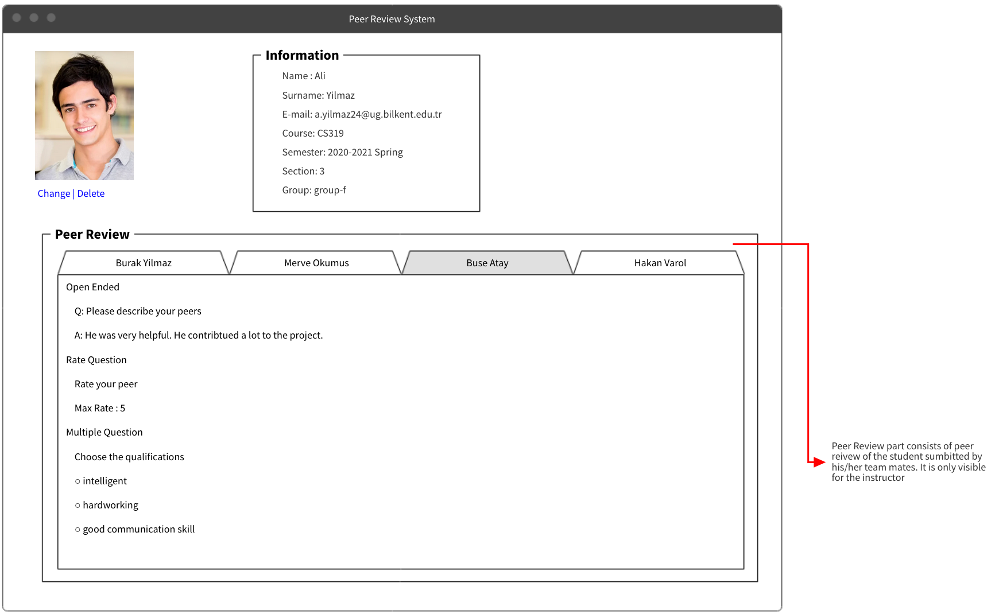 Peer Review System
Information
Name : Ali
Surname: Yilmaz
E-mail: a.yilmaz24@ug.bilkent.edu.tr
Course: CS319
Semester: 2020-2021 Spring
Section: 3
Group: group-f
Change | Delete
Peer Review
Burak Yilmaz
Merve Okumus
Buse Atay
Hakan Varol
Open Ended
Q: Please describe your peers
A: He was very helpful. He contribtued a lot to the project.
Rate Question
Rate your peer
Max Rate : 5
Multiple Question
Choose the qualifications
○ intelligent
○ hardworking
○ good communication skill
Peer Review part consists of peer
reivew of the student sumbitted by
his/her team mates. It is only visible
for the instructor